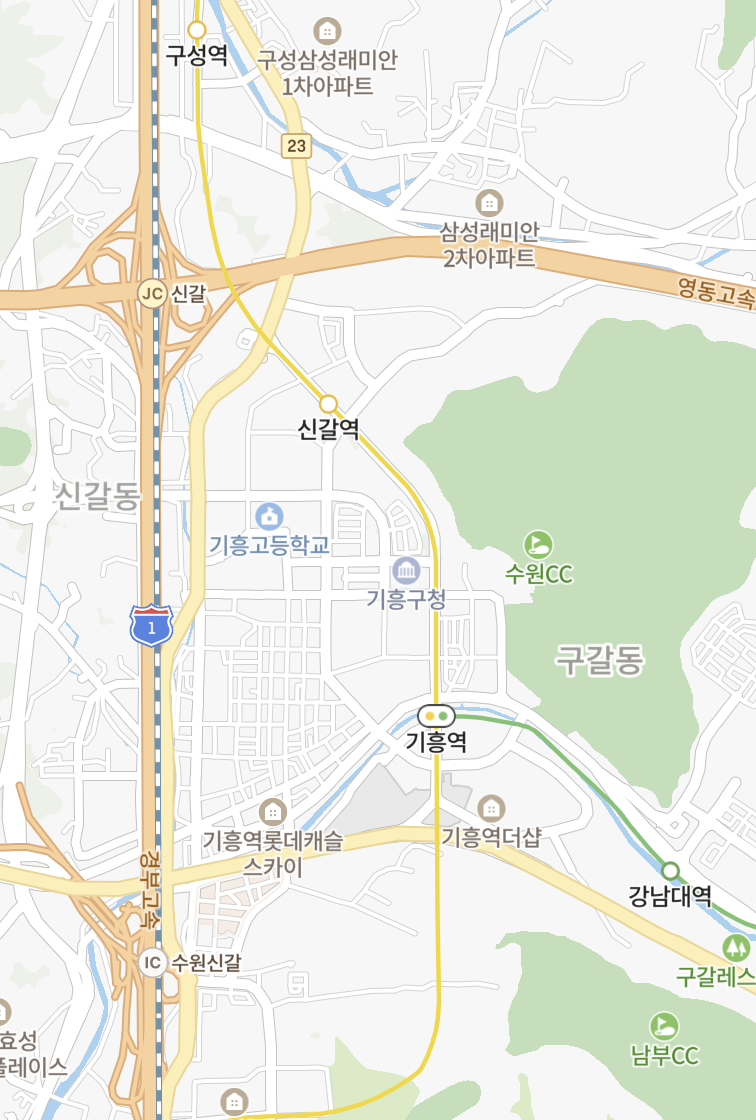 구성역
구성삼성래미안
1차아파트
23
삼성래미안
2차아파트
JC 신갈
영동고속
신갈역
신갈동
기흥고등학교
수원CC
기흥구청
1
구갈동
기흥역
기흥역롯데캐슬
스카이
기흥역더샵
경부고속
강남대역
IC 수원신갈
구갈레스
효성
플레이스
남부CC